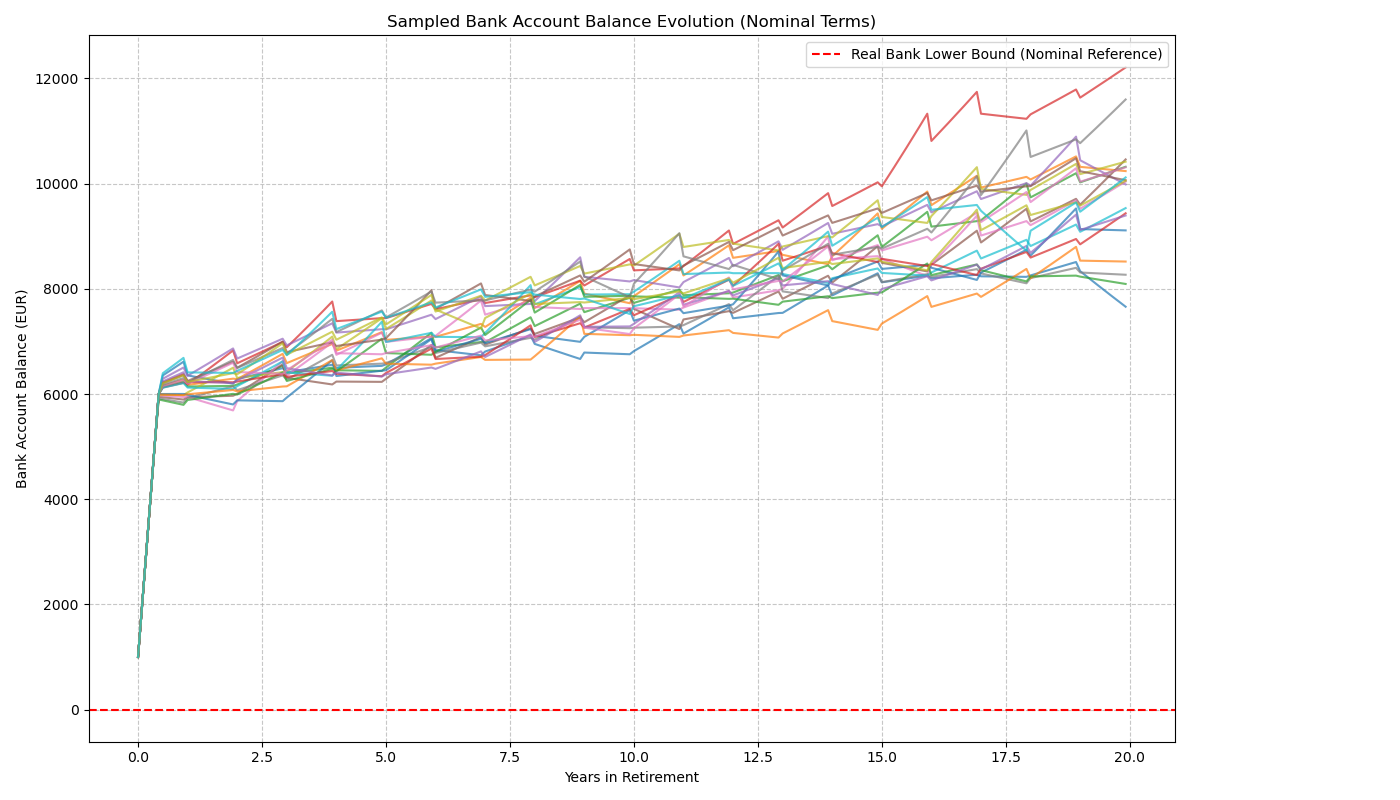 Sampled Bank Account Balance Evolution (Nominal Terms)
Real Bank Lower Bound (Nominal Reference)
Bank Account Balance (EUR)
12000
10000
8000
6000
4000
2000
0
0.0 2.5 5.0 7.5 10.0 12.5 15.0 17.5 20.0
Years in Retirement